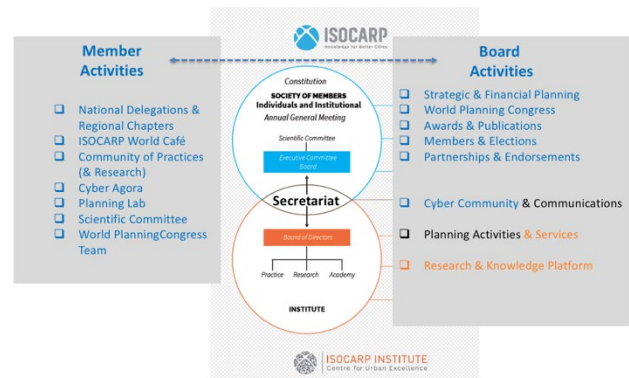 ISOCARP
Knowledge for Better Cities
Member
Activities
❑ National Delegations &
Regional Chapters
❑ ISOCARP World Café
❑ Community of Practices
(& Research)
❑ Cyber Agora
❑ Planning Lab
❑ Scientific Committee
❑ World PlanningCongress
Team
Constitution
SOCIETY OF MEMBERS
Individuals and Institutional
Annual General Meeting
Scientific Committee
Executive Committee
Board
Secretariat
Board of Directors
Practice Research Academy
INSTITUTE
Board
Activities
❑ Strategic & Financial Planning
❑ World Planning Congress
❑ Awards & Publications
❑ Members & Elections
❑ Partnerships & Endorsements
❑ Cyber Community & Communications
❑ Planning Activities & Services
❑ Research & Knowledge Platform
ISOCARP INSTITUTE
Centre for Urban Excellence